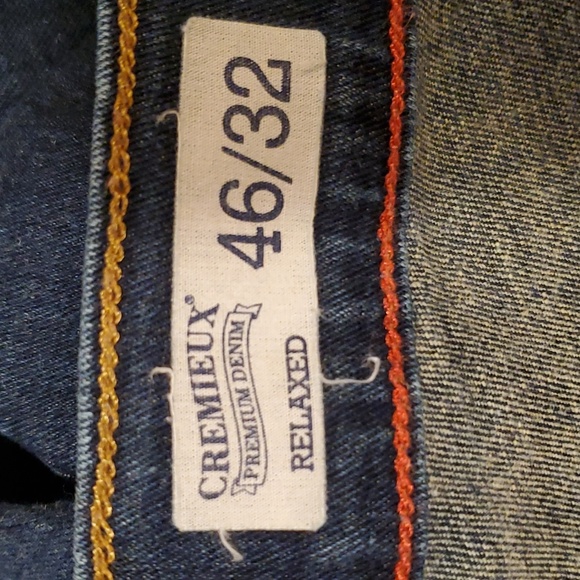 CREMIEUX®
PREMIUM DENIM
RELAXED
46/32